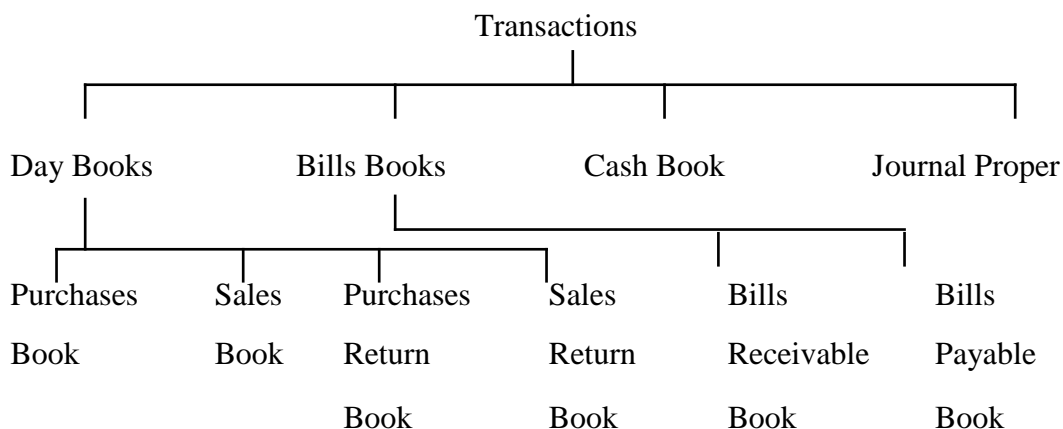 Transactions
Day Books Bills Books Cash Book Journal Proper
Purchases Sales Purchases Sales Bills Bills
Book Book Return Return Receivable Payable
Book Book Book Book